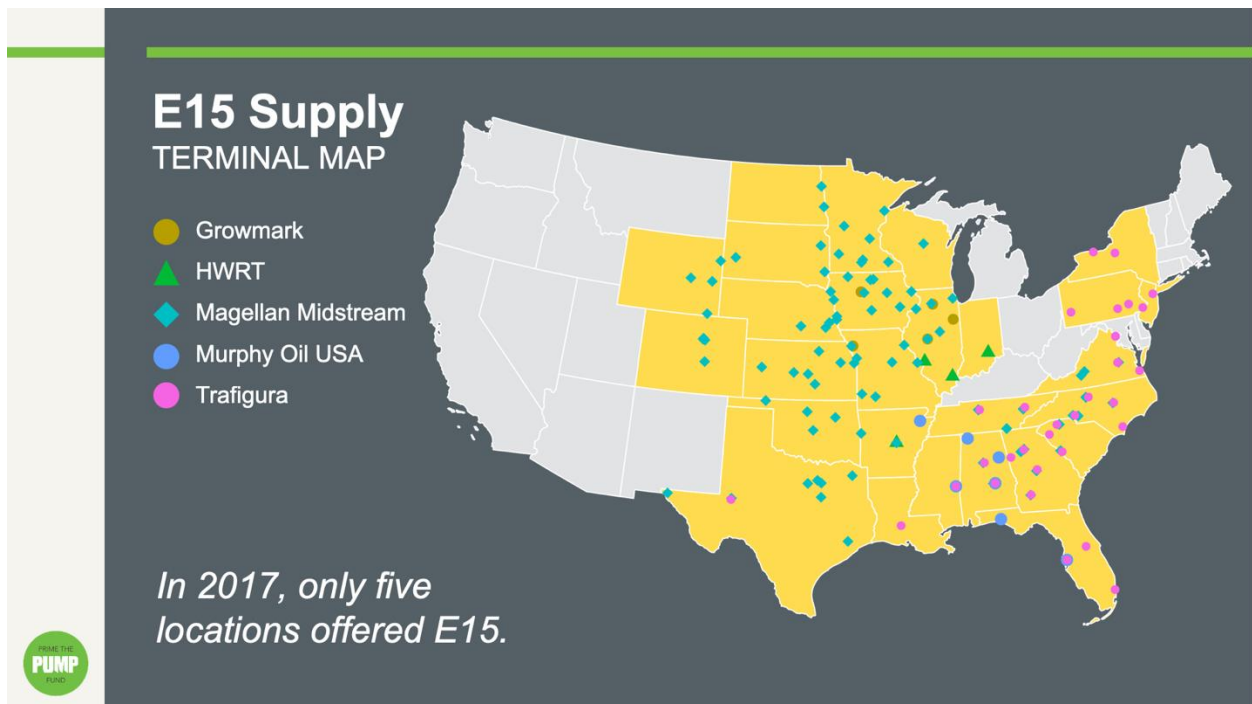 E15 Supply
TERMINAL MAP
Growmark
HWRT
Magellan Midstream
Murphy Oil USA
Trafigura
In 2017, only five
locations offered E15.
PRIME THE
PUMP
FUND